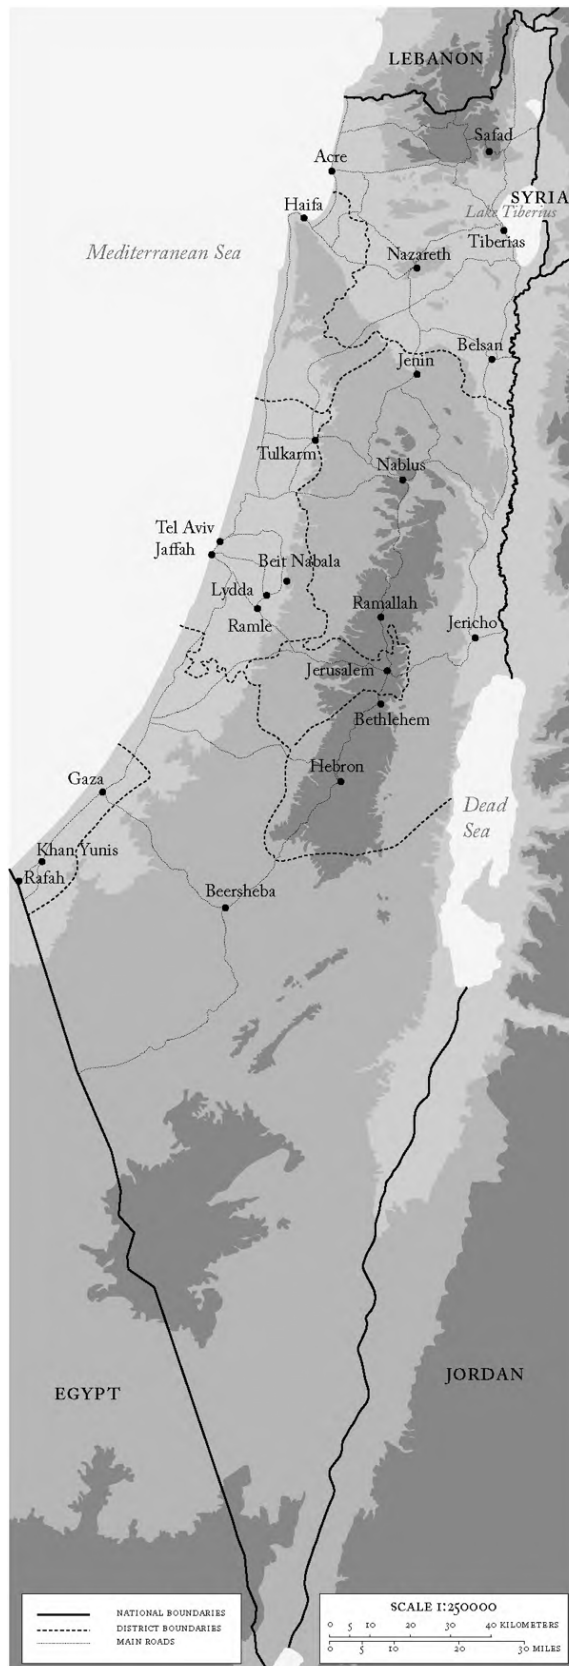 LEBANON
Safad
Acre
SYRIA
Haifa
Lake Tiberius
Tiberias
Mediterranean Sea
Nazareth
Belsan
Jenin
Tulkarm
Nablus
Tel Aviv
Jaffah
Beit Nabala
Lydda
Ramle
Ramallah
Jericho
Jerusalem
Bethlehem
Hebron
Gaza
Dead
Sea
Khan Yunis
Rafah
Beersheba
JORDAN
EGYPT
NATIONAL BOUNDARIES
DISTRICT BOUNDARIES
MAIN ROADS
SCALE 1:250000
0 5 10 20 30 40 KILOMETERS
0 5 10 20 30 MILES